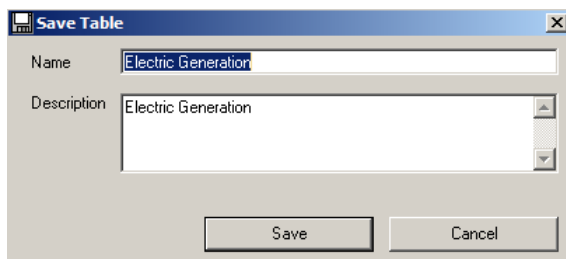 Save Table
Name Electric Generation
Description Electric Generation
Save Cancel